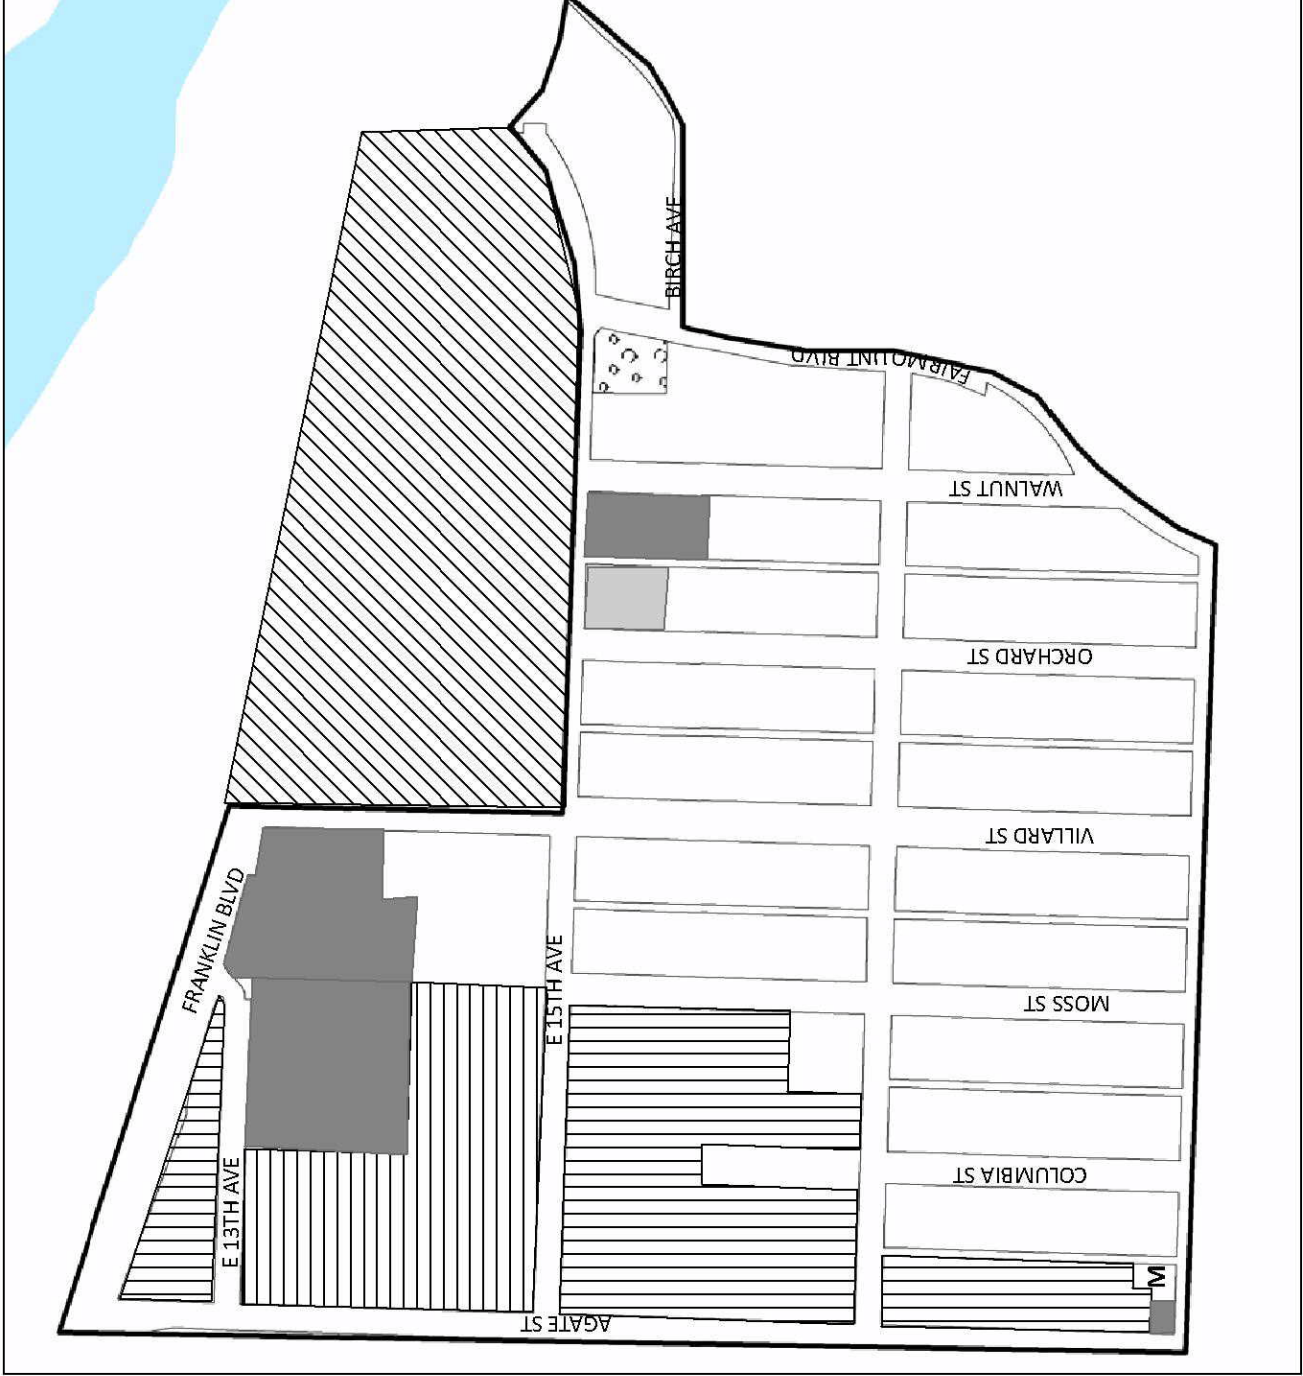 BIRCH AVE
FAIRMOUNT BLVD
WALNUT ST
ORCHARD ST
VILLARD ST
FRANKLIN BLVD
E 15TH AVE
MOSS ST
E 13TH AVE
COLUMBIA ST
M
AGATE ST